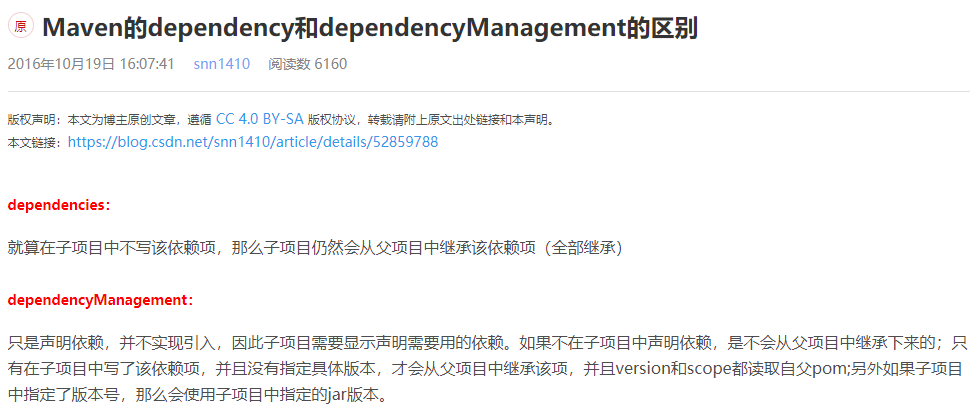 原 Maven的dependency和dependencyManagement的区别
2016年10月19日 16:07:41 snn1410 阅读数 6160
版权声明：本文为博主原创文章，遵循 CC 4.0 BY-SA 版权协议，转载请附上原文出处链接和本声明。
本文链接：https://blog.csdn.net/snn1410/article/details/52859788
dependencies：
就算在子项目中不写该依赖项，那么子项目仍然会从父项目中继承该依赖项（全部继承）
dependencyManagement：
只是声明依赖，并不实现引入，因此子项目需要显示声明需要用的依赖。如果不在子项目中声明依赖，是不会从父项目中继承下来的；只
有在子项目中写了该依赖项，并且没有指定具体版本，才会从父项目中继承该项，并且version和scope都读取自父pom;另外如果子项目
中指定了版本号，那么会使用子项目中指定的jar版本。